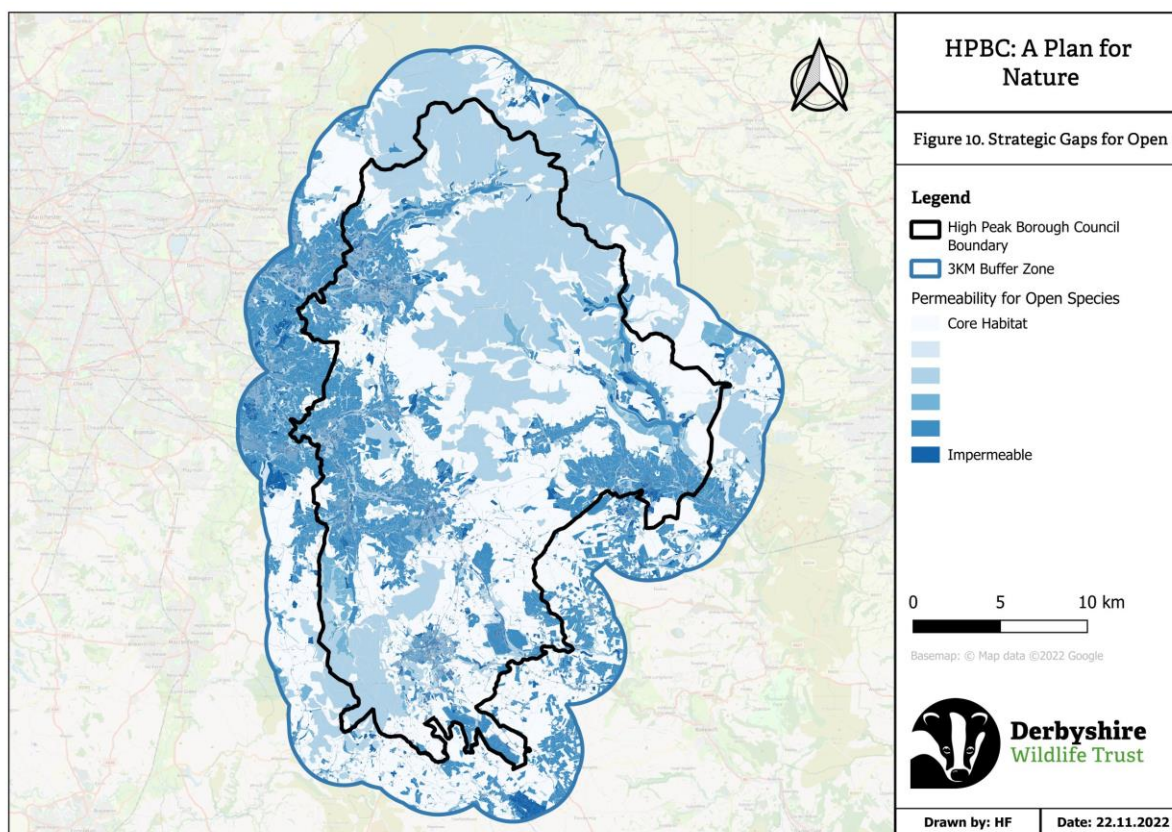 HPBC: A Plan for
Nature
Figure 10. Strategic Gaps for Open
Legend
High Peak Borough Council
Boundary
3KM Buffer Zone
Permeability for Open Species
Core Habitat
Impermeable
0 5 10 km
Basemap: © Map data ©2022 Google
Derbyshire
Wildlife Trust
Drawn by: HF Date: 22.11.2022